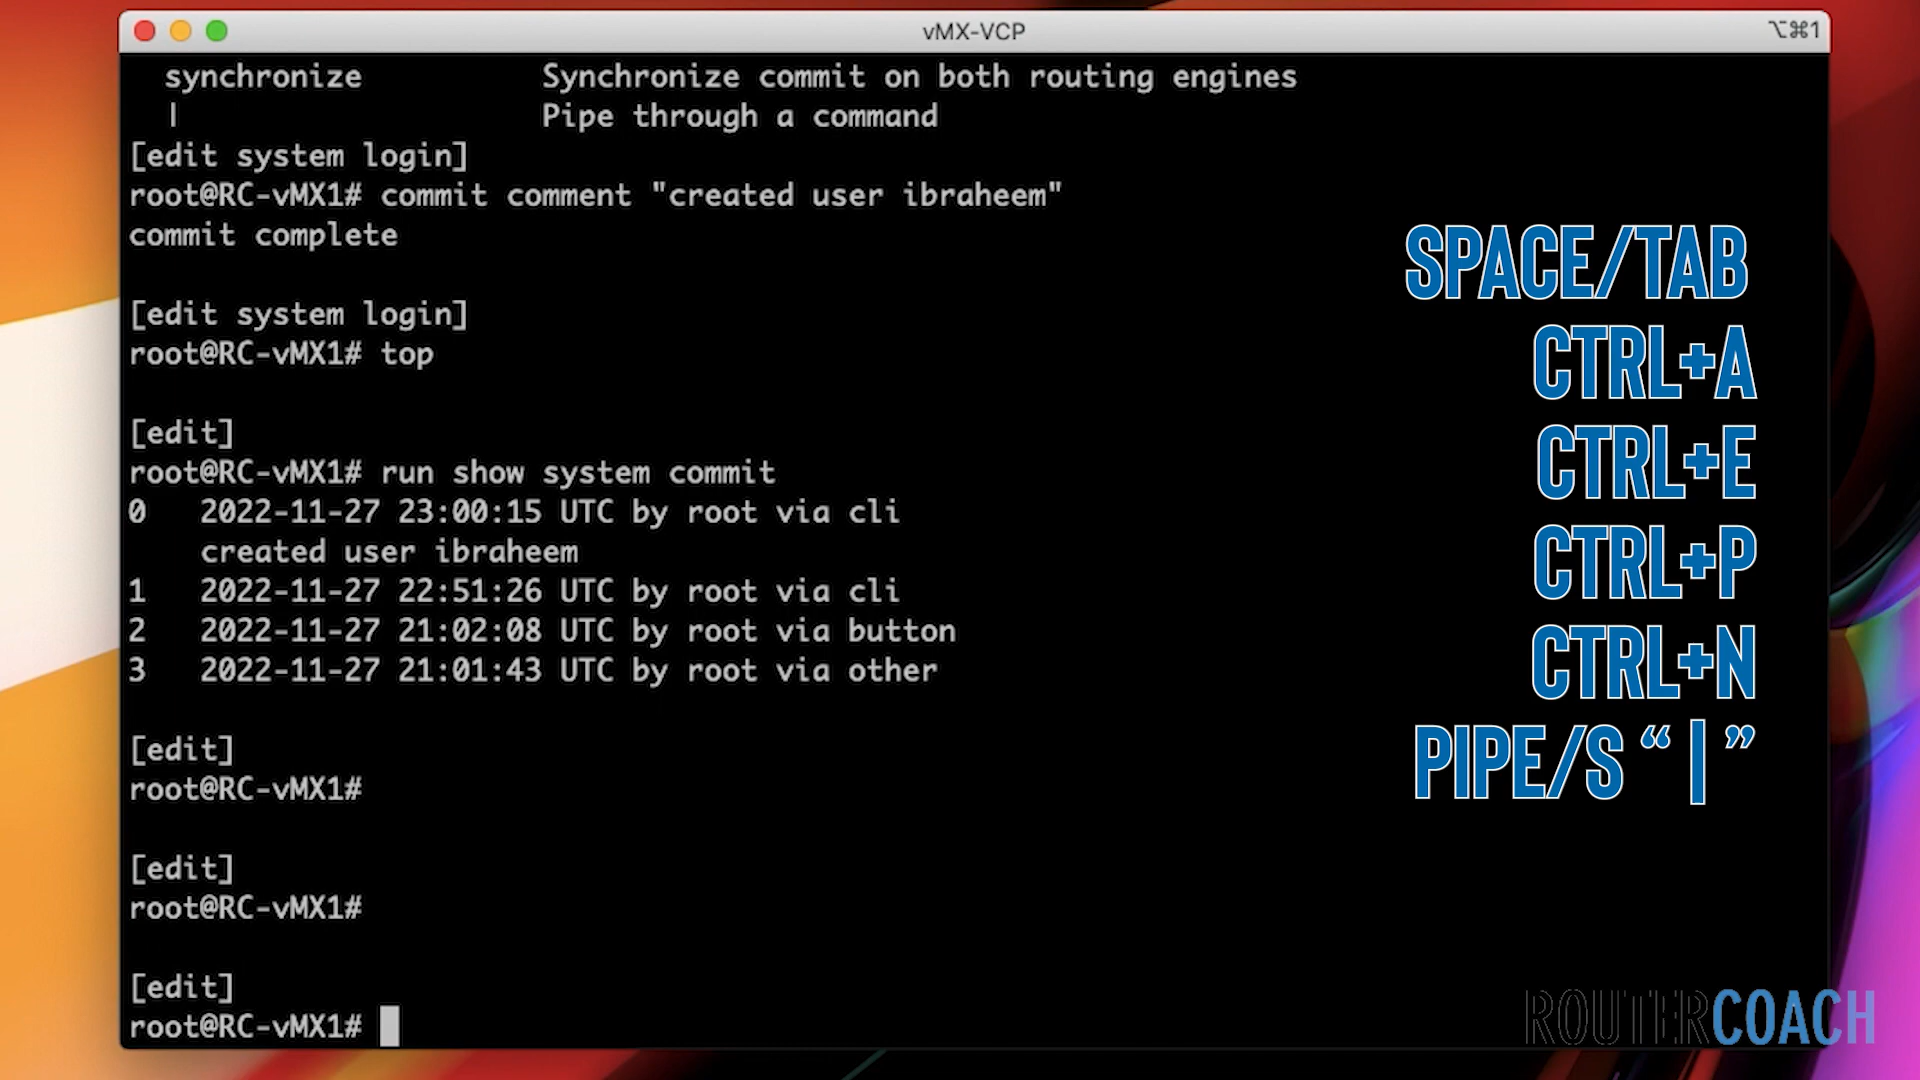 vMX-VCP
⌥⌘1
synchronize Synchronize commit on both routing engines
| Pipe through a command
[edit system login]
root@RC-vMX1# commit comment "created user ibraheem"
commit complete
[edit system login]
root@RC-vMX1# top
[edit]
root@RC-vMX1# run show system commit
0 2022-11-27 23:00:15 UTC by root via cli
created user ibraheem
1 2022-11-27 22:51:26 UTC by root via cli
2 2022-11-27 21:02:08 UTC by root via button
3 2022-11-27 21:01:43 UTC by root via other
[edit]
root@RC-vMX1#
[edit]
root@RC-vMX1#
[edit]
root@RC-vMX1#
SPACE/TAB
CTRL+A
CTRL+E
CTRL+P
CTRL+N
PIPE/S “ | ”
ROUTERCOACH